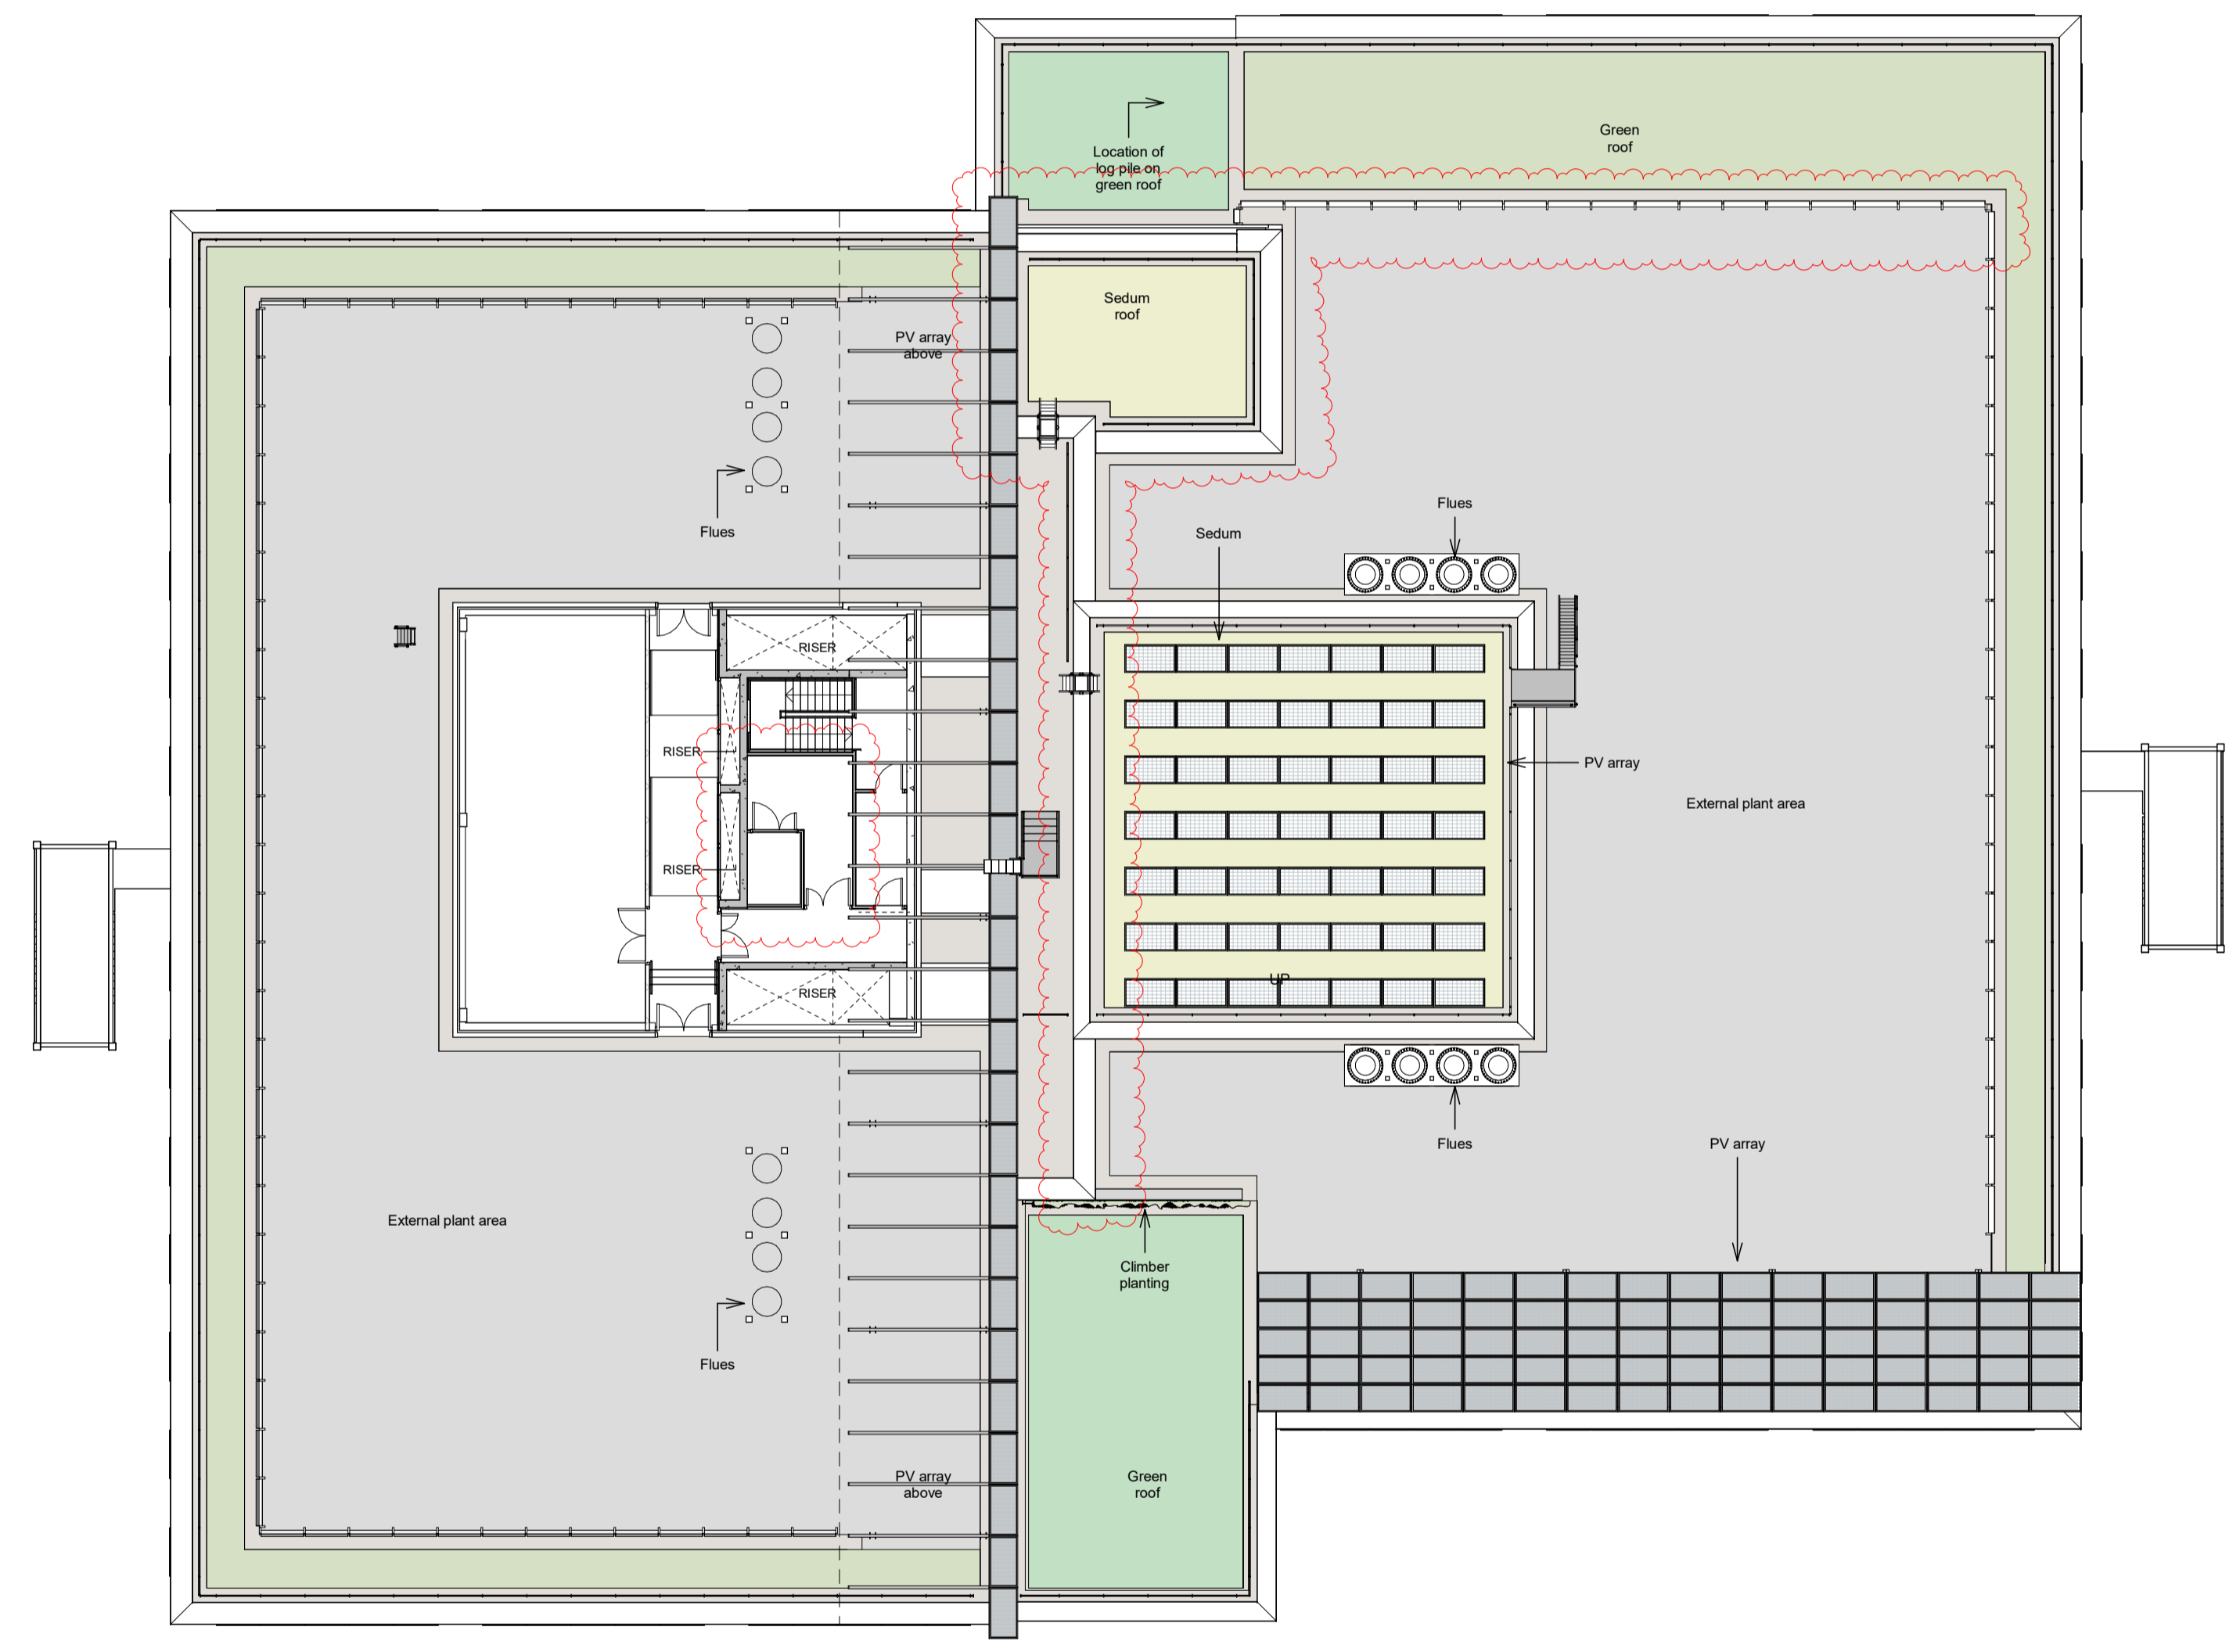 Green
roof
Location of
log pile on
green roof
Sedum
roof
PV array
above
Flues
Flues
Sedum
RISER
RISER
PV array
External plant area
RISER
UP
RISER
Flues
PV array
External plant area
Climber
planting
Flues
PV array
above
Green
roof